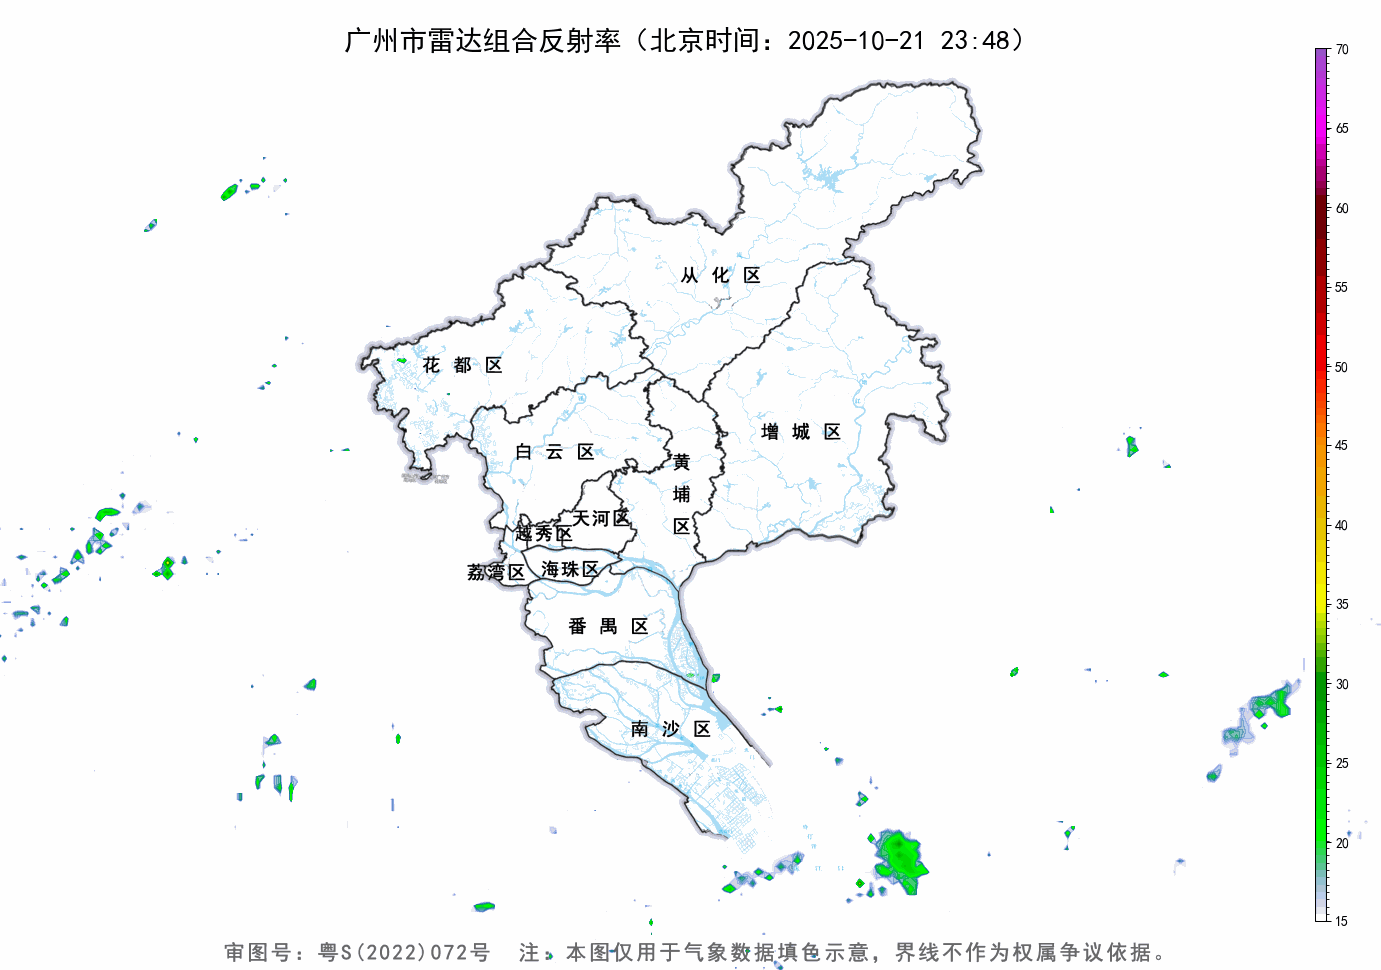 广州市雷达组合反射率（北京时间：2025-10-21 23:48）
70
65
60
55
50
45
40
35
30
25
20
15
从化区
花都区
增城区
白云区
黄埔区
天河区
越秀区
荔湾区
海珠区
番禺区
南沙区
审图号：粤S(2022)072号 注：本图仅用于气象数据填色示意，界线不作为权属争议依据。